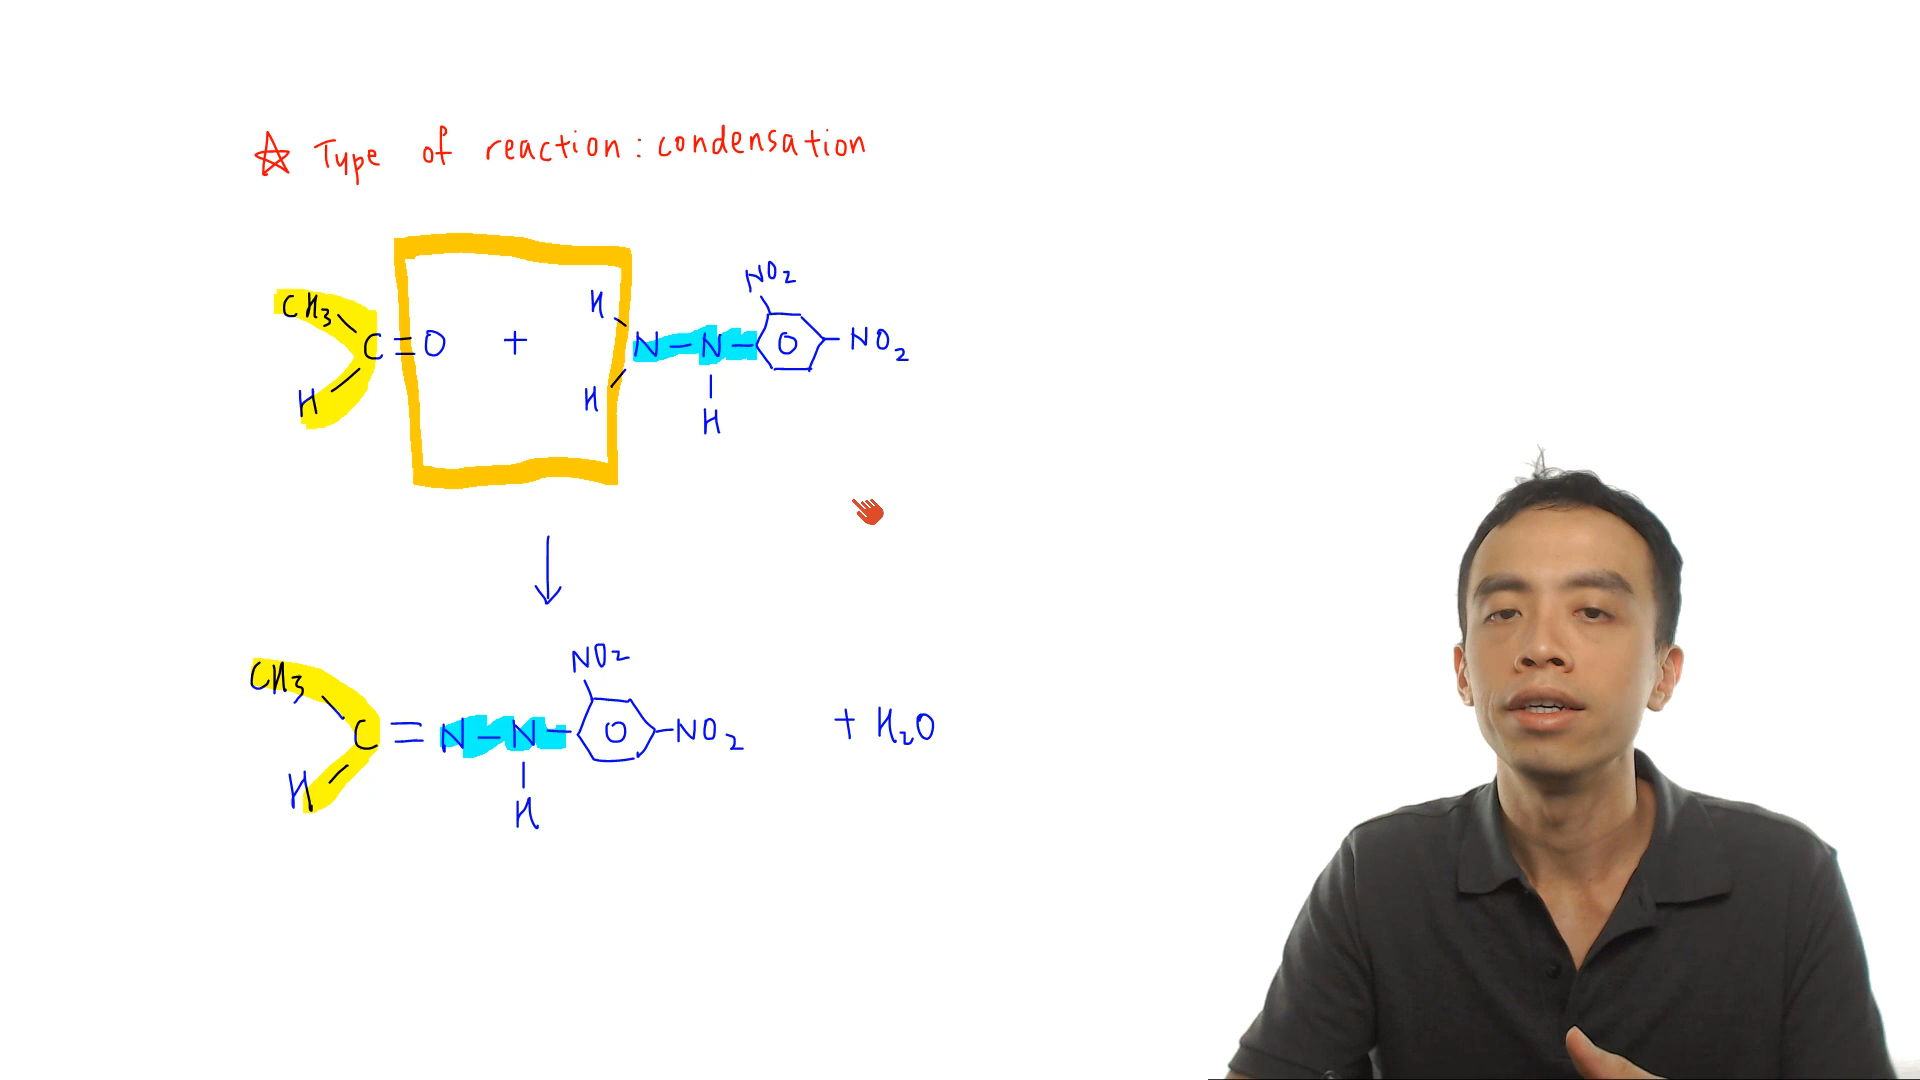 ☆ Type of reaction : condensation
NO2
CH3 H
C=O + N-N- O -NO2
H H H
NO2
CH3
C=N-N- O -NO2 + H2O
H H